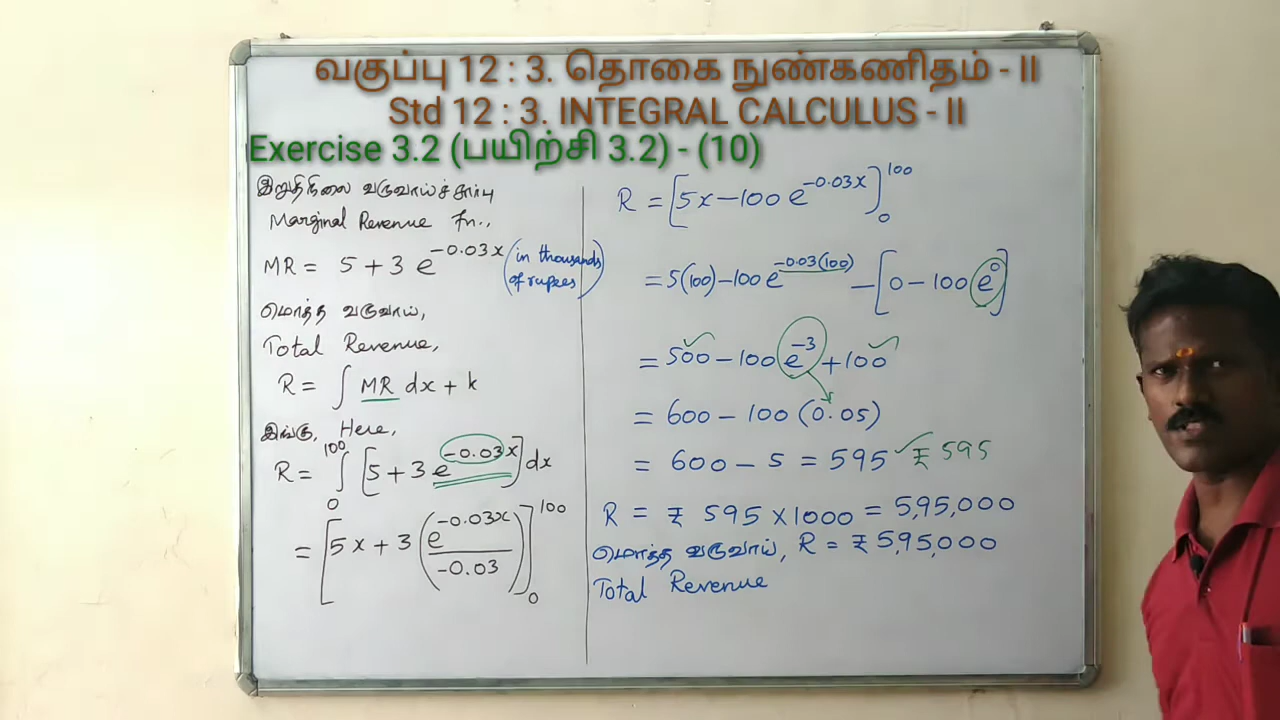 வகுப்பு 12 : 3. தொகை நுண்கணிதம் - II
Std 12 : 3. INTEGRAL CALCULUS - II
Exercise 3.2 (பயிற்சி 3.2) - (10)
இறுதிநிலை வருவாய்ச் சார்பு
Marginal Revenue fn.,
MR = 5 + 3 e^{-0.03x} (in thousands of rupees)
மொத்த வருவாய்,
Total Revenue,
R = ∫ MR dx + k
இங்கு, Here,
R = ∫_0^{100} [5 + 3 e^{-0.03x}] dx
= [5x + 3 (e^{-0.03x} / -0.03)]_0^{100}
R = [5x - 100 e^{-0.03x}]_0^{100}
= 5(100) - 100 e^{-0.03(100)} - [0 - 100 e^0]
= 500 - 100 e^{-3} + 100
= 600 - 100 (0.05)
= 600 - 5 = 595 ✓ ₹ 595
R = ₹ 595 × 1000 = 5,95,000
மொத்த வருவாய், R = ₹ 5,95,000
Total Revenue